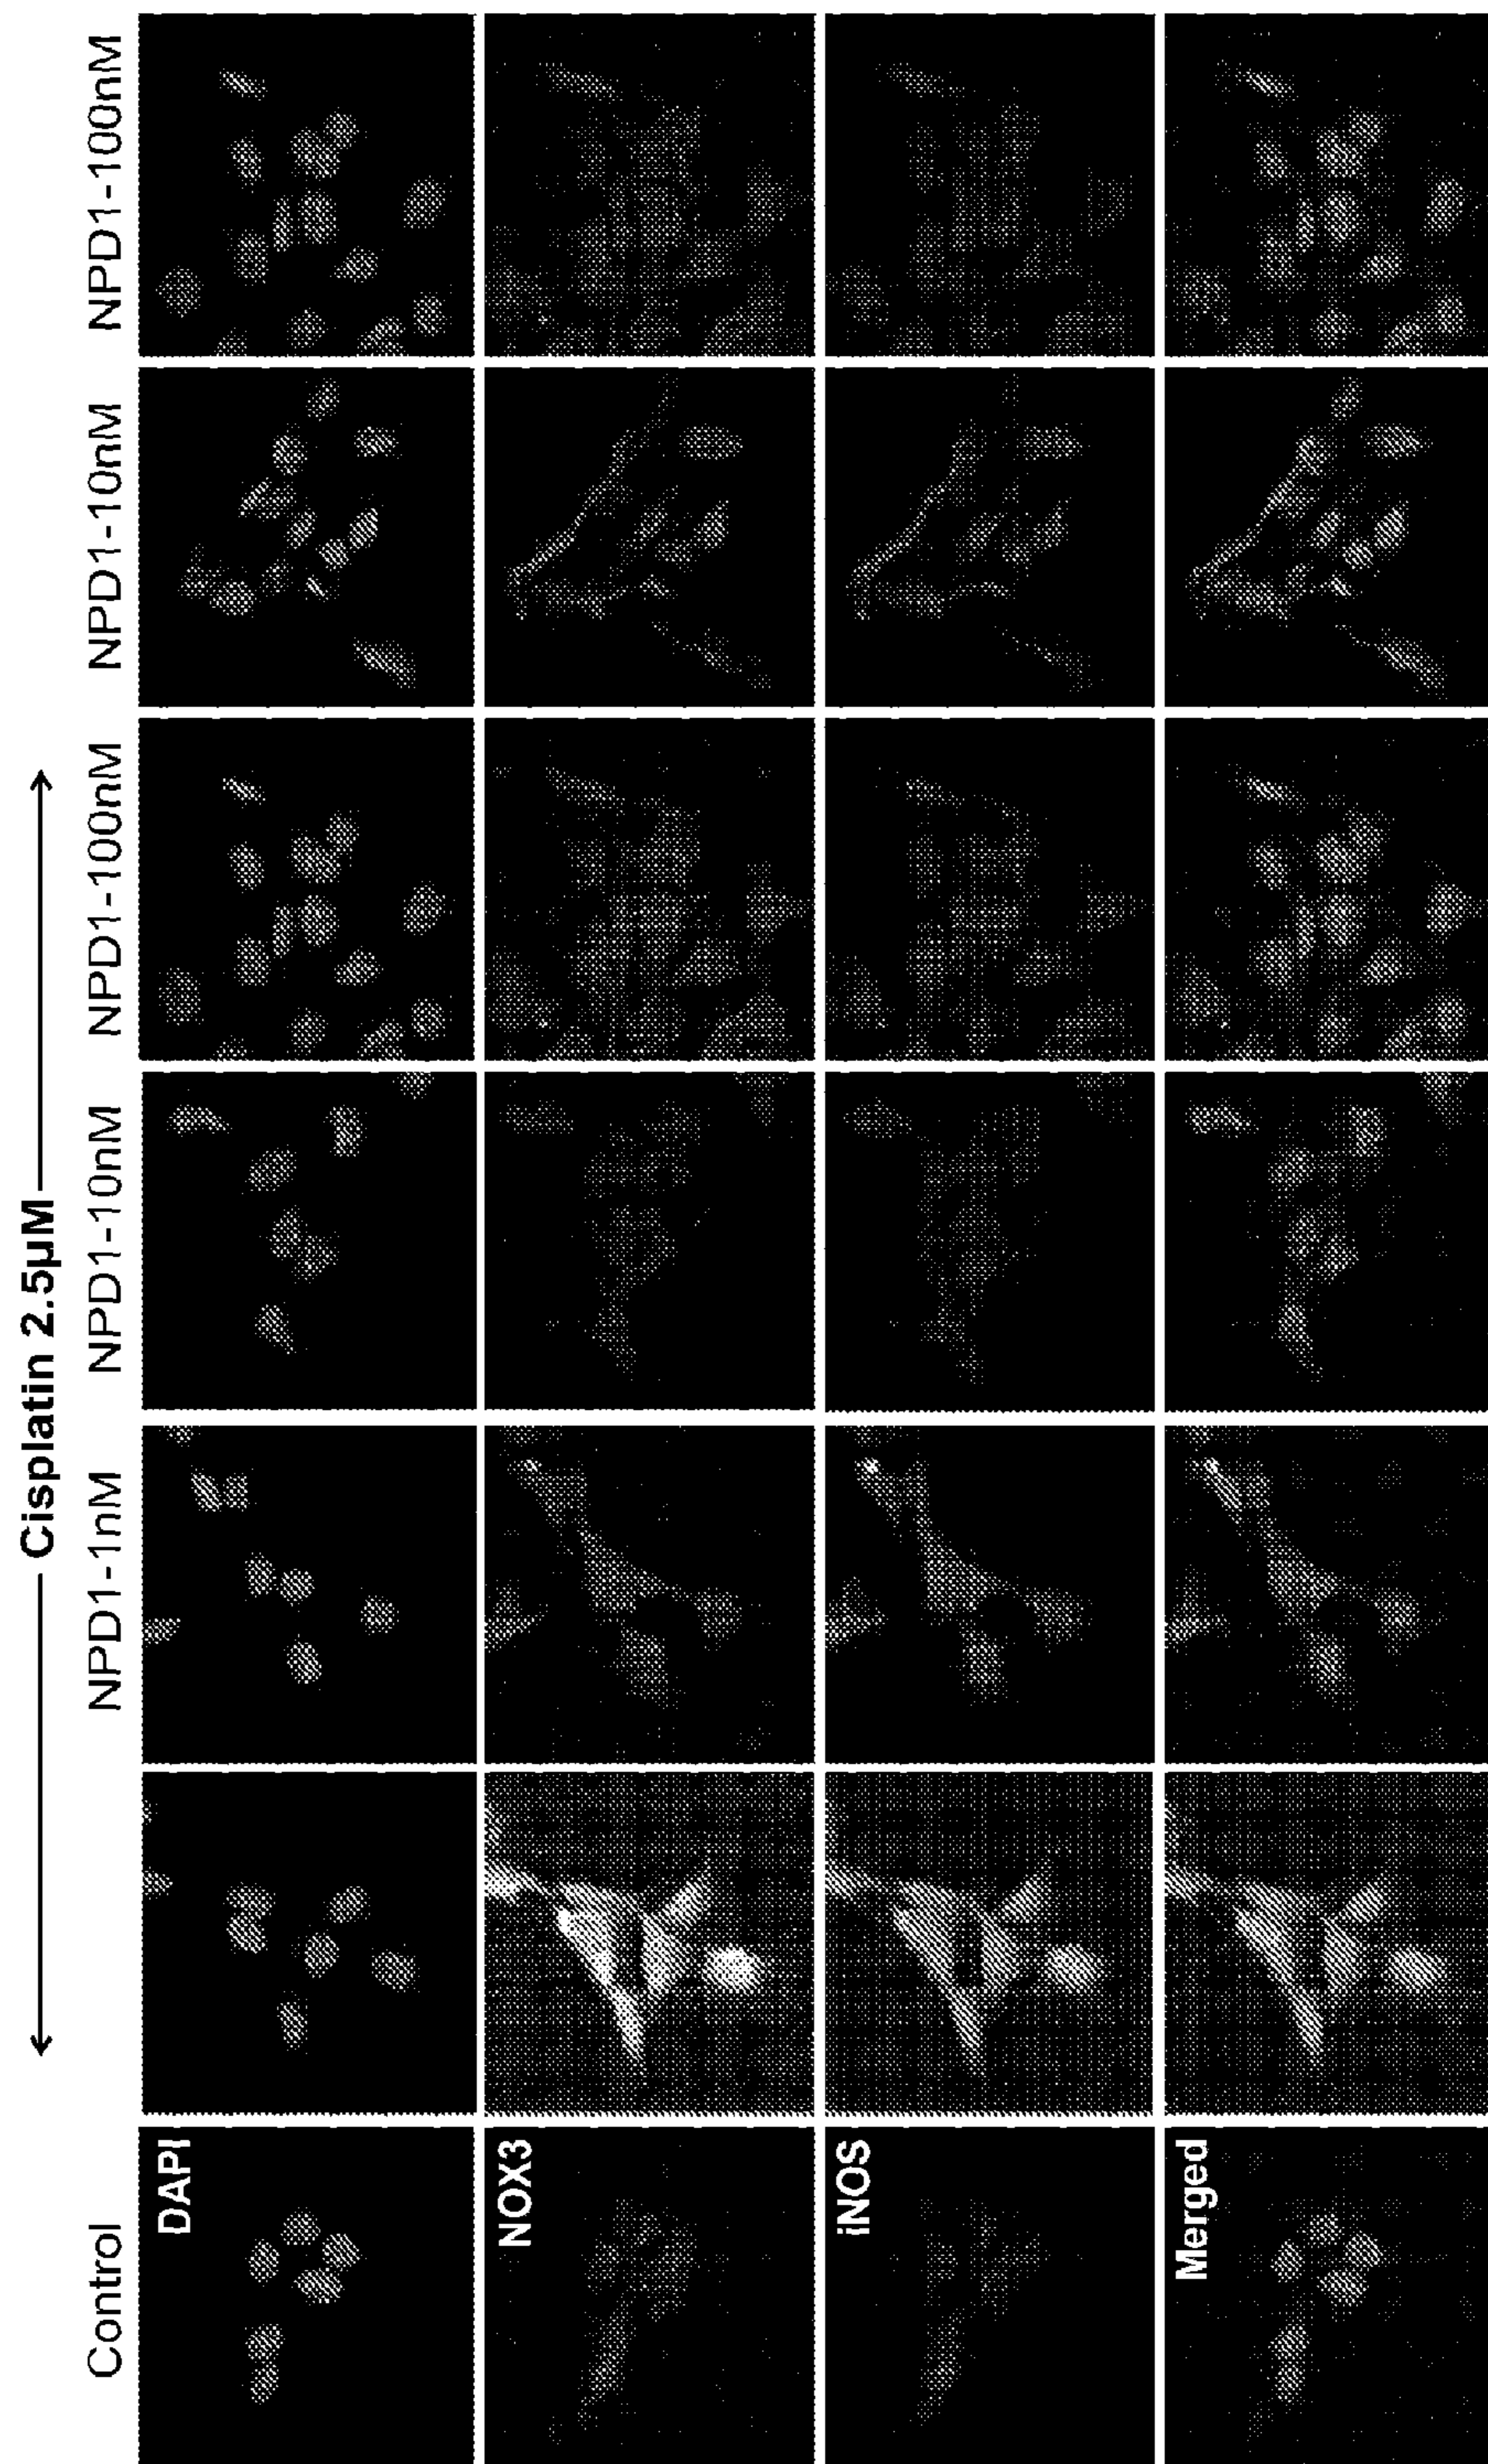 Cisplatin 2.5µM
Control
NPD1-1nM
NPD1-10nM
NPD1-100nM
NPD1-10nM
NPD1-100nM
DAPI
NOX3
iNOS
Merged